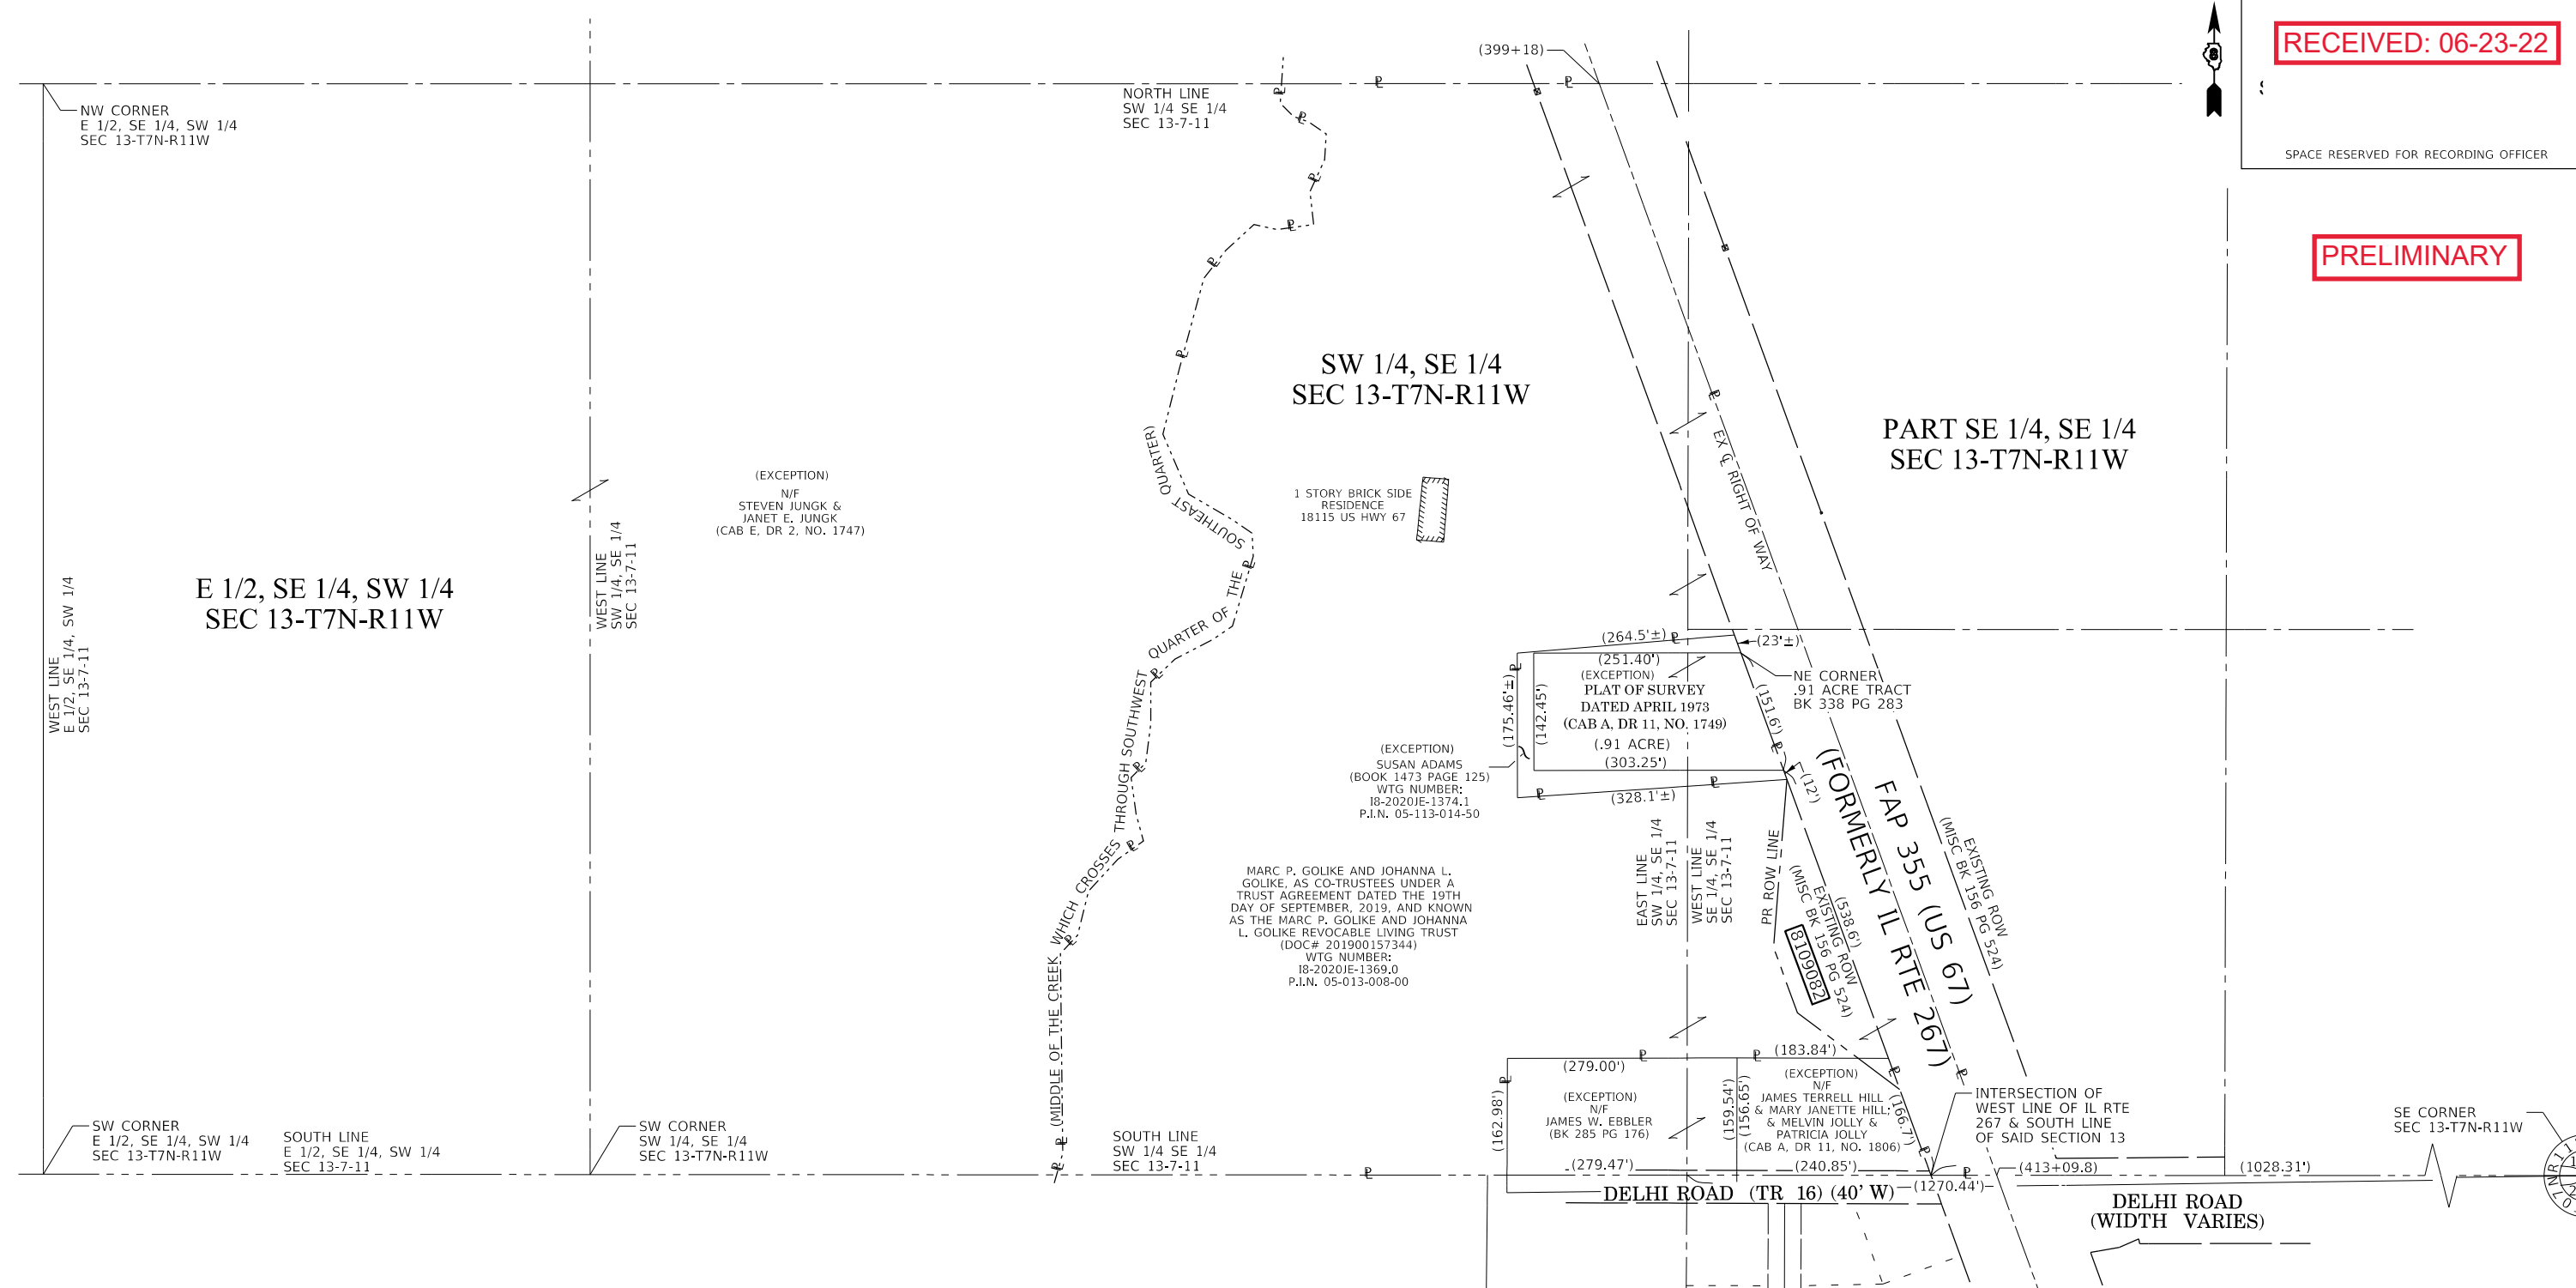 (399+18)
RECEIVED: 06-23-22
SPACE RESERVED FOR RECORDING OFFICER
PRELIMINARY
NW CORNER
E 1/2, SE 1/4, SW 1/4
SEC 13-T7N-R11W
NORTH LINE
SW 1/4 SE 1/4
SEC 13-7-11
SW 1/4, SE 1/4
SEC 13-T7N-R11W
PART SE 1/4, SE 1/4
SEC 13-T7N-R11W
(EXCEPTION)
N/F
STEVEN JUNGK &
JANET E. JUNGK
(CAB E, DR 2, NO. 1747)
1 STORY BRICK SIDE
RESIDENCE
18115 US HWY 67
EX ℄ RIGHT OF WAY
E 1/2, SE 1/4, SW 1/4
SEC 13-T7N-R11W
WEST LINE
E 1/2, SE 1/4, SW 1/4
SEC 13-7-11
WEST LINE
SW 1/4, SE 1/4
SEC 13-7-11
(MIDDLE OF THE CREEK WHICH CROSSES THROUGH SOUTHWEST QUARTER OF THE SOUTHEAST QUARTER)
(264.5'±)
(23'±)
(251.40')
(EXCEPTION)
PLAT OF SURVEY
DATED APRIL 1973
(CAB A, DR 11, NO. 1749)
(.91 ACRE)
(303.25')
(175.46'±)
(142.45')
(151.6')
(12')
(328.1'±)
NE CORNER
.91 ACRE TRACT
BK 338 PG 283
(EXCEPTION)
SUSAN ADAMS
(BOOK 1473 PAGE 125)
WTG NUMBER:
I8-2020JE-1374.1
P.I.N. 05-113-014-50
MARC P. GOLIKE AND JOHANNA L.
GOLIKE, AS CO-TRUSTEES UNDER A
TRUST AGREEMENT DATED THE 19TH
DAY OF SEPTEMBER, 2019, AND KNOWN
AS THE MARC P. GOLIKE AND JOHANNA
L. GOLIKE REVOCABLE LIVING TRUST
(DOC# 201900157344)
WTG NUMBER:
I8-2020JE-1369.0
P.I.N. 05-013-008-00
EAST LINE
SW 1/4, SE 1/4
SEC 13-7-11
WEST LINE
SE 1/4, SE 1/4
SEC 13-7-11
PR ROW LINE
(538.6')
EXISTING ROW
(MISC BK 156 PG 524)
8109082
FAP 355 (US 67)
(FORMERLY IL RTE 267)
EXISTING ROW
(MISC BK 156 PG 524)
(279.00')
(183.84')
(162.98')
(EXCEPTION)
N/F
JAMES W. EBBLER
(BK 285 PG 176)
(159.54')
(156.65')
(EXCEPTION)
N/F
JAMES TERRELL HILL
& MARY JANETTE HILL;
& MELVIN JOLLY &
PATRICIA JOLLY
(CAB A, DR 11, NO. 1806)
(166.7')
(279.47')
(240.85')
INTERSECTION OF
WEST LINE OF IL RTE
267 & SOUTH LINE
OF SAID SECTION 13
(413+09.8)
(1028.31')
(1270.44')
SE CORNER
SEC 13-T7N-R11W
SW CORNER
E 1/2, SE 1/4, SW 1/4
SEC 13-T7N-R11W
SOUTH LINE
E 1/2, SE 1/4, SW 1/4
SEC 13-7-11
SW CORNER
SW 1/4, SE 1/4
SEC 13-T7N-R11W
SOUTH LINE
SW 1/4 SE 1/4
SEC 13-7-11
DELHI ROAD (TR 16) (40' W)
DELHI ROAD
(WIDTH VARIES)